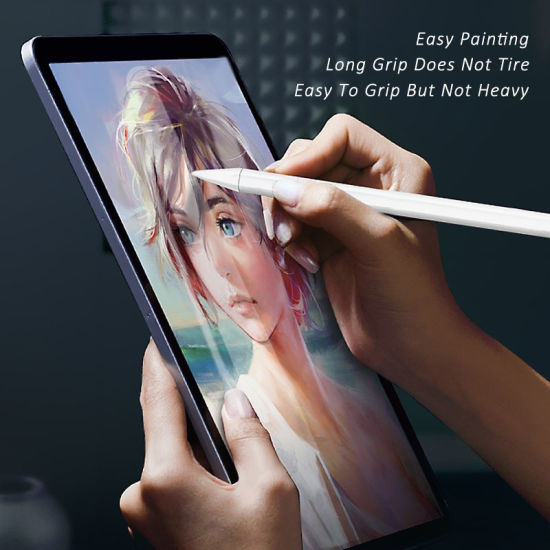 Easy Painting
Long Grip Does Not Tire
Easy To Grip But Not Heavy